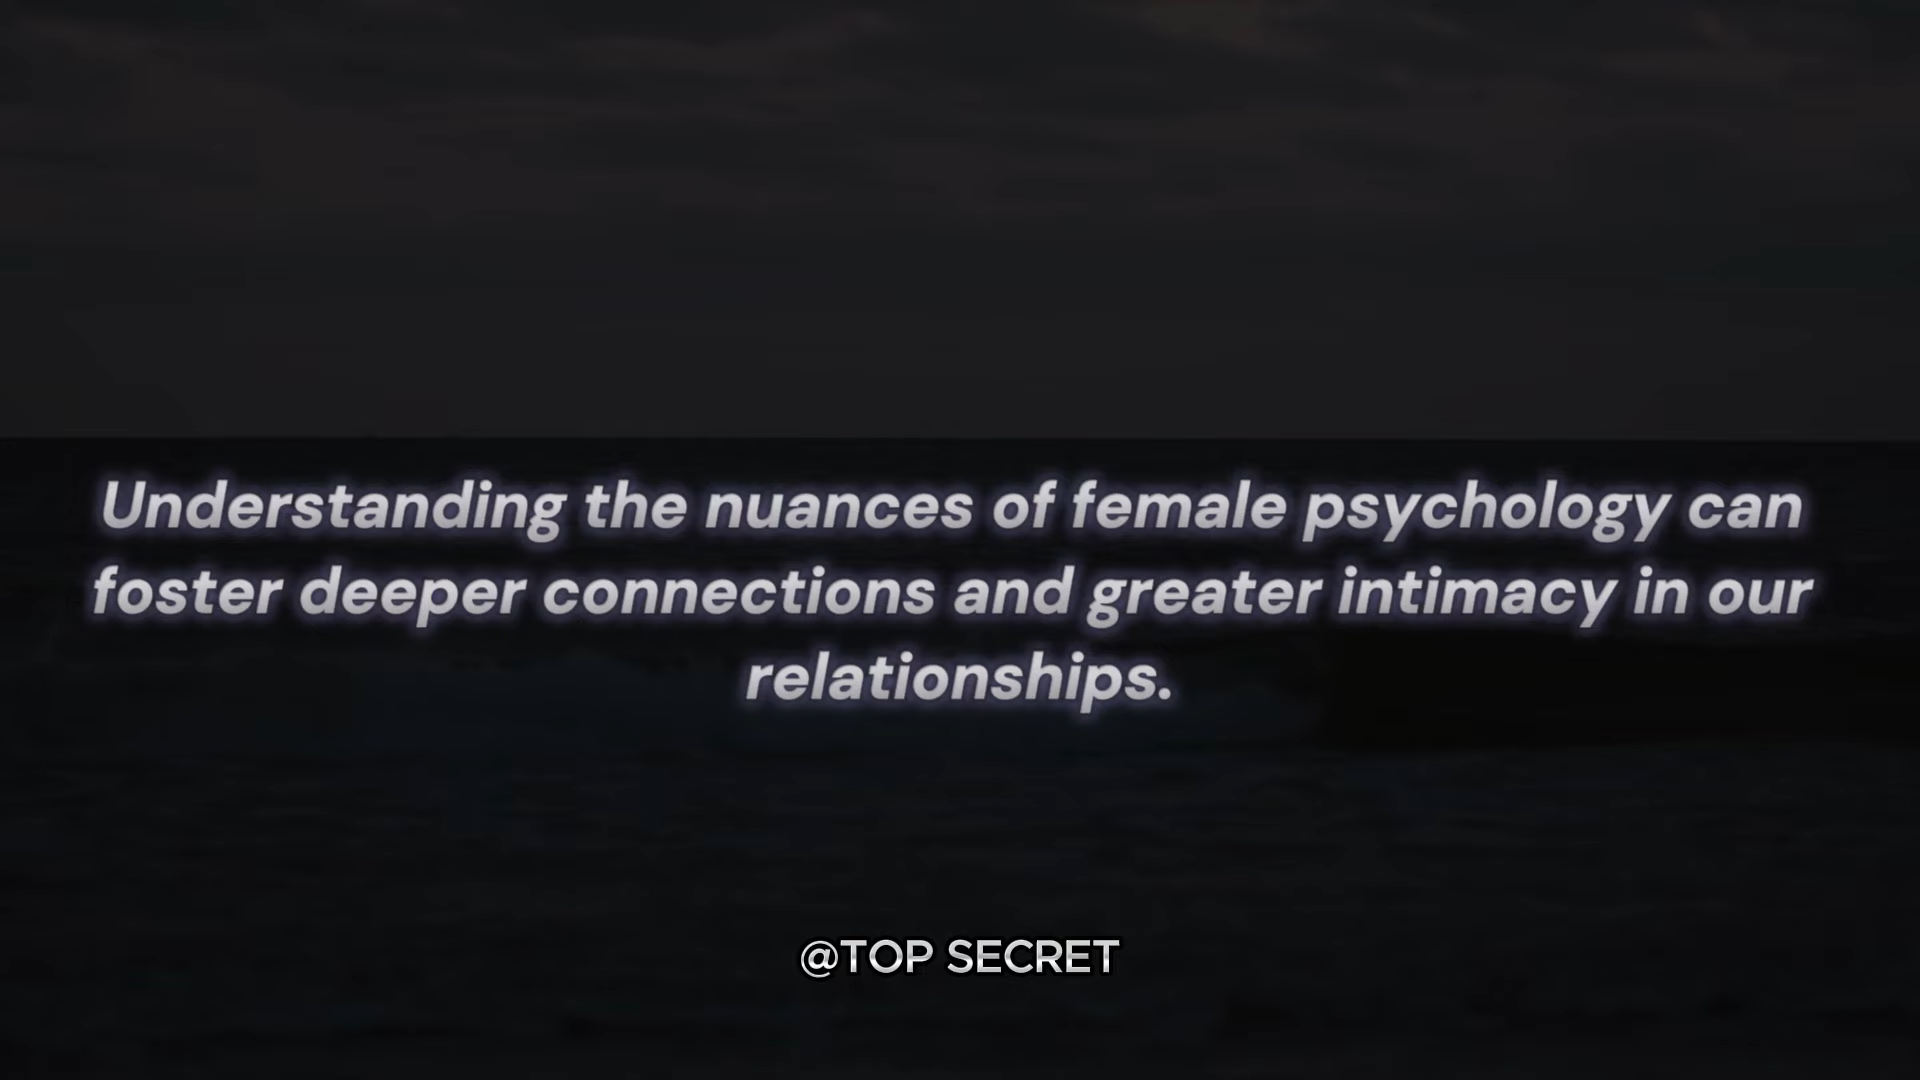 Understanding the nuances of female psychology can
foster deeper connections and greater intimacy in our
relationships.
@TOP SECRET